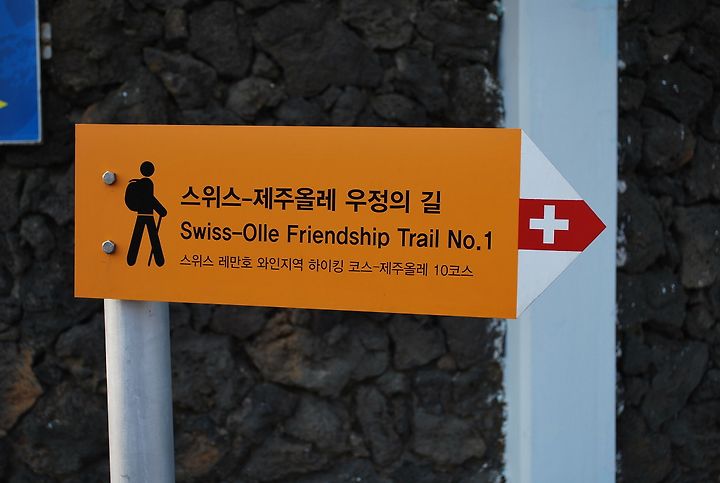 스위스-제주올레 우정의 길
Swiss-Olle Friendship Trail No.1
스위스 레만호 와인지역 하이킹 코스-제주올레 10코스